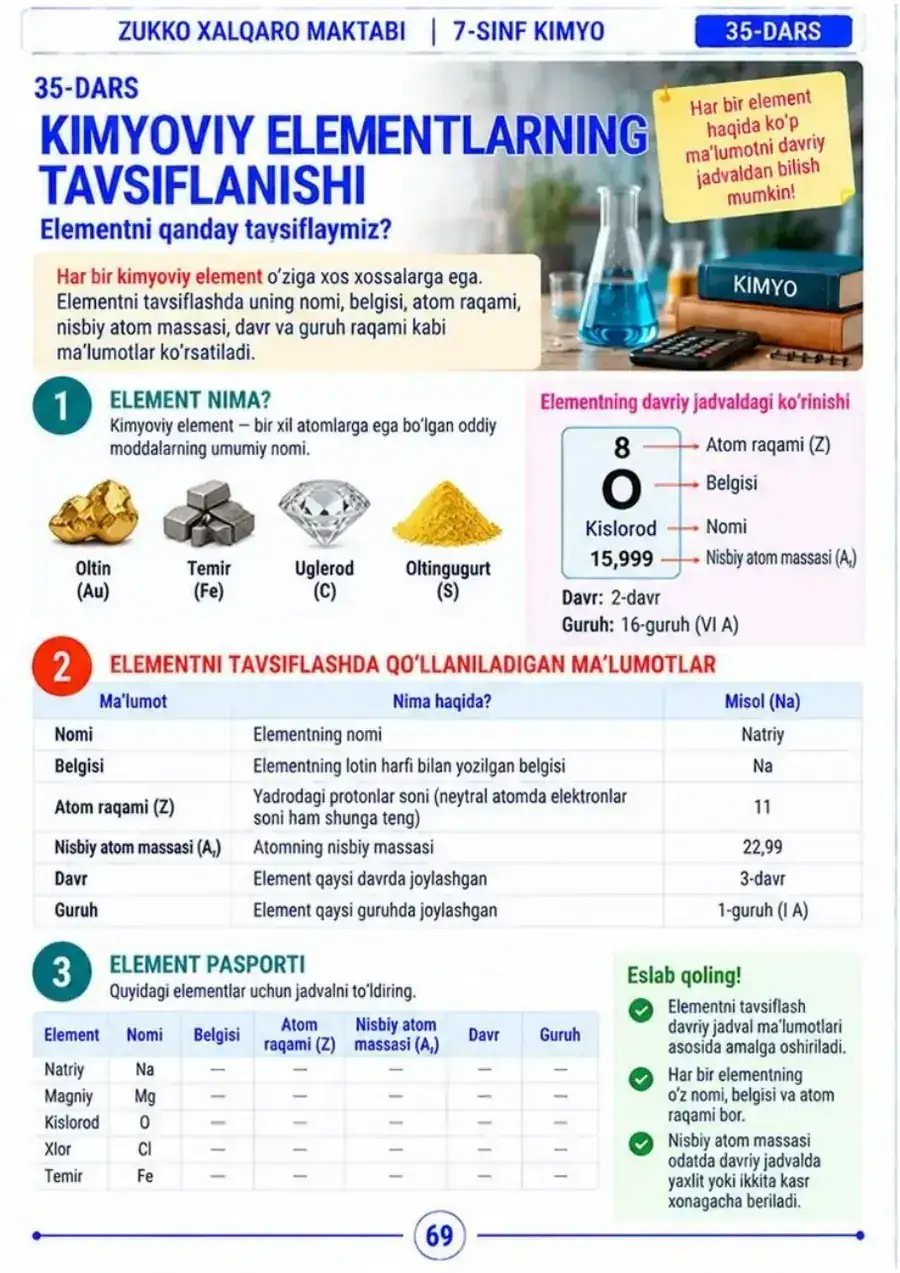 ZUKKO XALQARO MAKTABI | 7-SINF KIMYO
35-DARS
35-DARS
KIMYOVIY ELEMENTLARNING
TAVSIFLANISHI
Elementni qanday tavsiflaymiz?
Har bir element
haqida ko'p
ma'lumotni davriy
jadvaldan bilish
mumkin!
Har bir kimyoviy element o'ziga xos xossalarga ega.
Elementni tavsiflashda uning nomi, belgisi, atom raqami,
nisbiy atom massasi, davr va guruh raqami kabi
ma'lumotlar ko'rsatiladi.
KIMYO
1 ELEMENT NIMA?
Kimyoviy element – bir xil atomlarga ega bo'lgan oddiy
moddalarning umumiy nomi.
Oltin Temir Uglerod Oltingugurt
(Au) (Fe) (C) (S)
Elementning davriy jadvaldagi ko'rinishi
8 Atom raqami (Z)
O Belgisi
Kislorod Nomi
15,999 Nisbiy atom massasi (Aᵣ)
Davr: 2-davr
Guruh: 16-guruh (VI A)
2 ELEMENTNI TAVSIFLASHDA QO'LLANILADIGAN MA'LUMOTLAR
Ma'lumot Nima haqida? Misol (Na)
Nomi Elementning nomi Natriy
Belgisi Elementning lotin harfi bilan yozilgan belgisi Na
Atom raqami (Z) Yadrodagi protonlar soni (neytral atomda elektronlar
soni ham shunga teng) 11
Nisbiy atom massasi (Aᵣ) Atomning nisbiy massasi 22,99
Davr Element qaysi davrda joylashgan 3-davr
Guruh Element qaysi guruhda joylashgan 1-guruh (I A)
3 ELEMENT PASPORTI
Quyidagi elementlar uchun jadvalni to'ldiring.
Element Nomi Belgisi Atom raqami (Z) Nisbiy atom massasi (Aᵣ) Davr Guruh
Natriy Na — — — — —
Magniy Mg — — — — —
Kislorod O — — — — —
Xlor Cl — — — — —
Temir Fe — — — — —
Eslab qoling!
Elementni tavsiflash
davriy jadval ma'lumotlari
asosida amalga oshiriladi.
Har bir elementning
o'z nomi, belgisi va atom
raqami bor.
Nisbiy atom massasi
odatda davriy jadvalda
yaxlit yoki ikkita kasr
xonagacha beriladi.
69